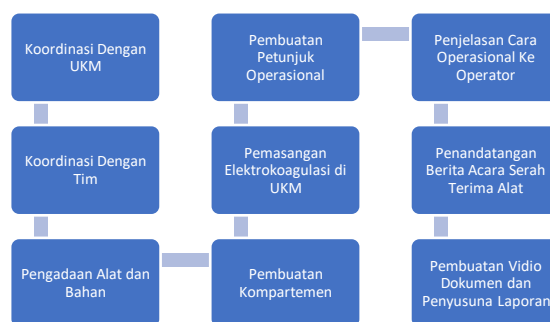 Koordinasi Dengan
UKM
Koordinasi Dengan
Tim
Pengadaan Alat dan
Bahan
Pembuatan
Kompartemen
Pemasangan
Elektrokoagulasi di
UKM
Pembuatan
Petunjuk
Operasional
Penjelasan Cara
Operasional Ke
Operator
Penandatangan
Berita Acara Serah
Terima Alat
Pembuatan Vidio
Dokumen dan
Penyusuna Laporan